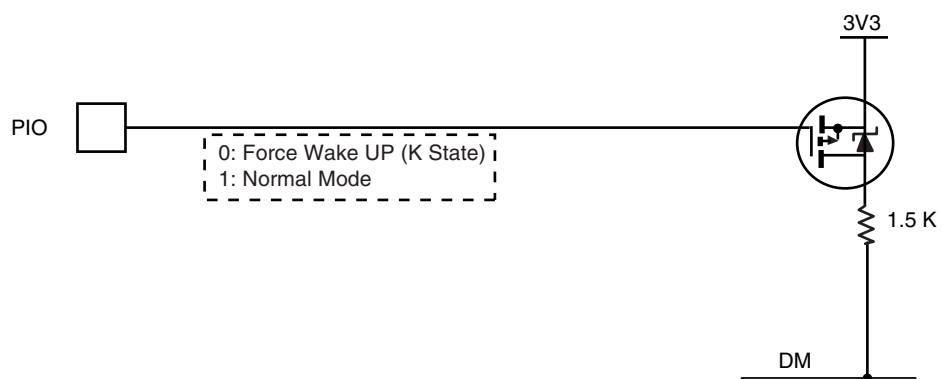 3V3
PIO
0: Force Wake UP (K State)
1: Normal Mode
1.5 K
DM